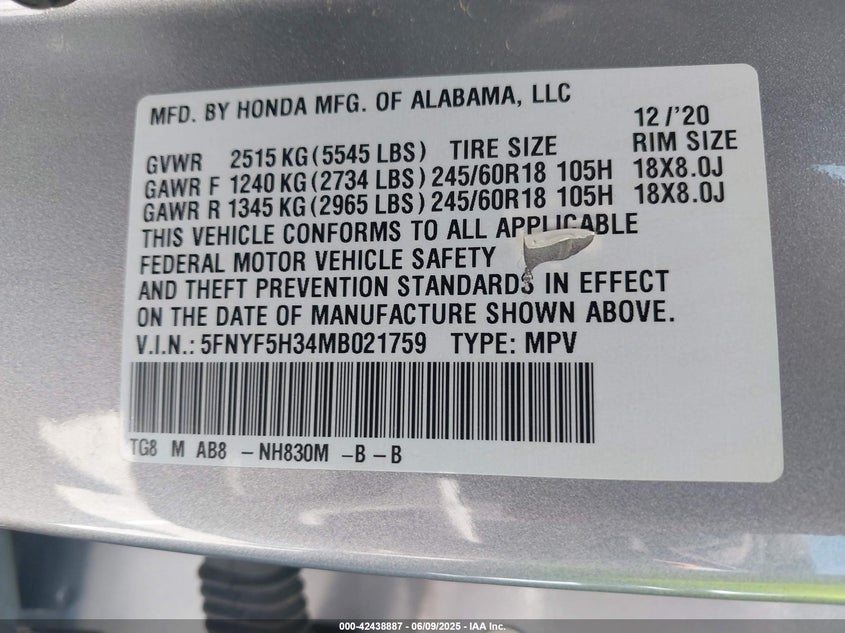 MFD. BY HONDA MFG. OF ALABAMA, LLC
12/'20
GVWR 2515 KG (5545 LBS) TIRE SIZE RIM SIZE
GAWR F 1240 KG (2734 LBS) 245/60R18 105H 18X8.0J
GAWR R 1345 KG (2965 LBS) 245/60R18 105H 18X8.0J
THIS VEHICLE CONFORMS TO ALL APPLICABLE
FEDERAL MOTOR VEHICLE SAFETY
AND THEFT PREVENTION STANDARDS IN EFFECT
ON THE DATE OF MANUFACTURE SHOWN ABOVE.
V.I.N.: 5FNYF5H34MB021759 TYPE: MPV
TG8 M AB8 -NH830M -B-B
000-42438887 06/09/2025 - IAA Inc.